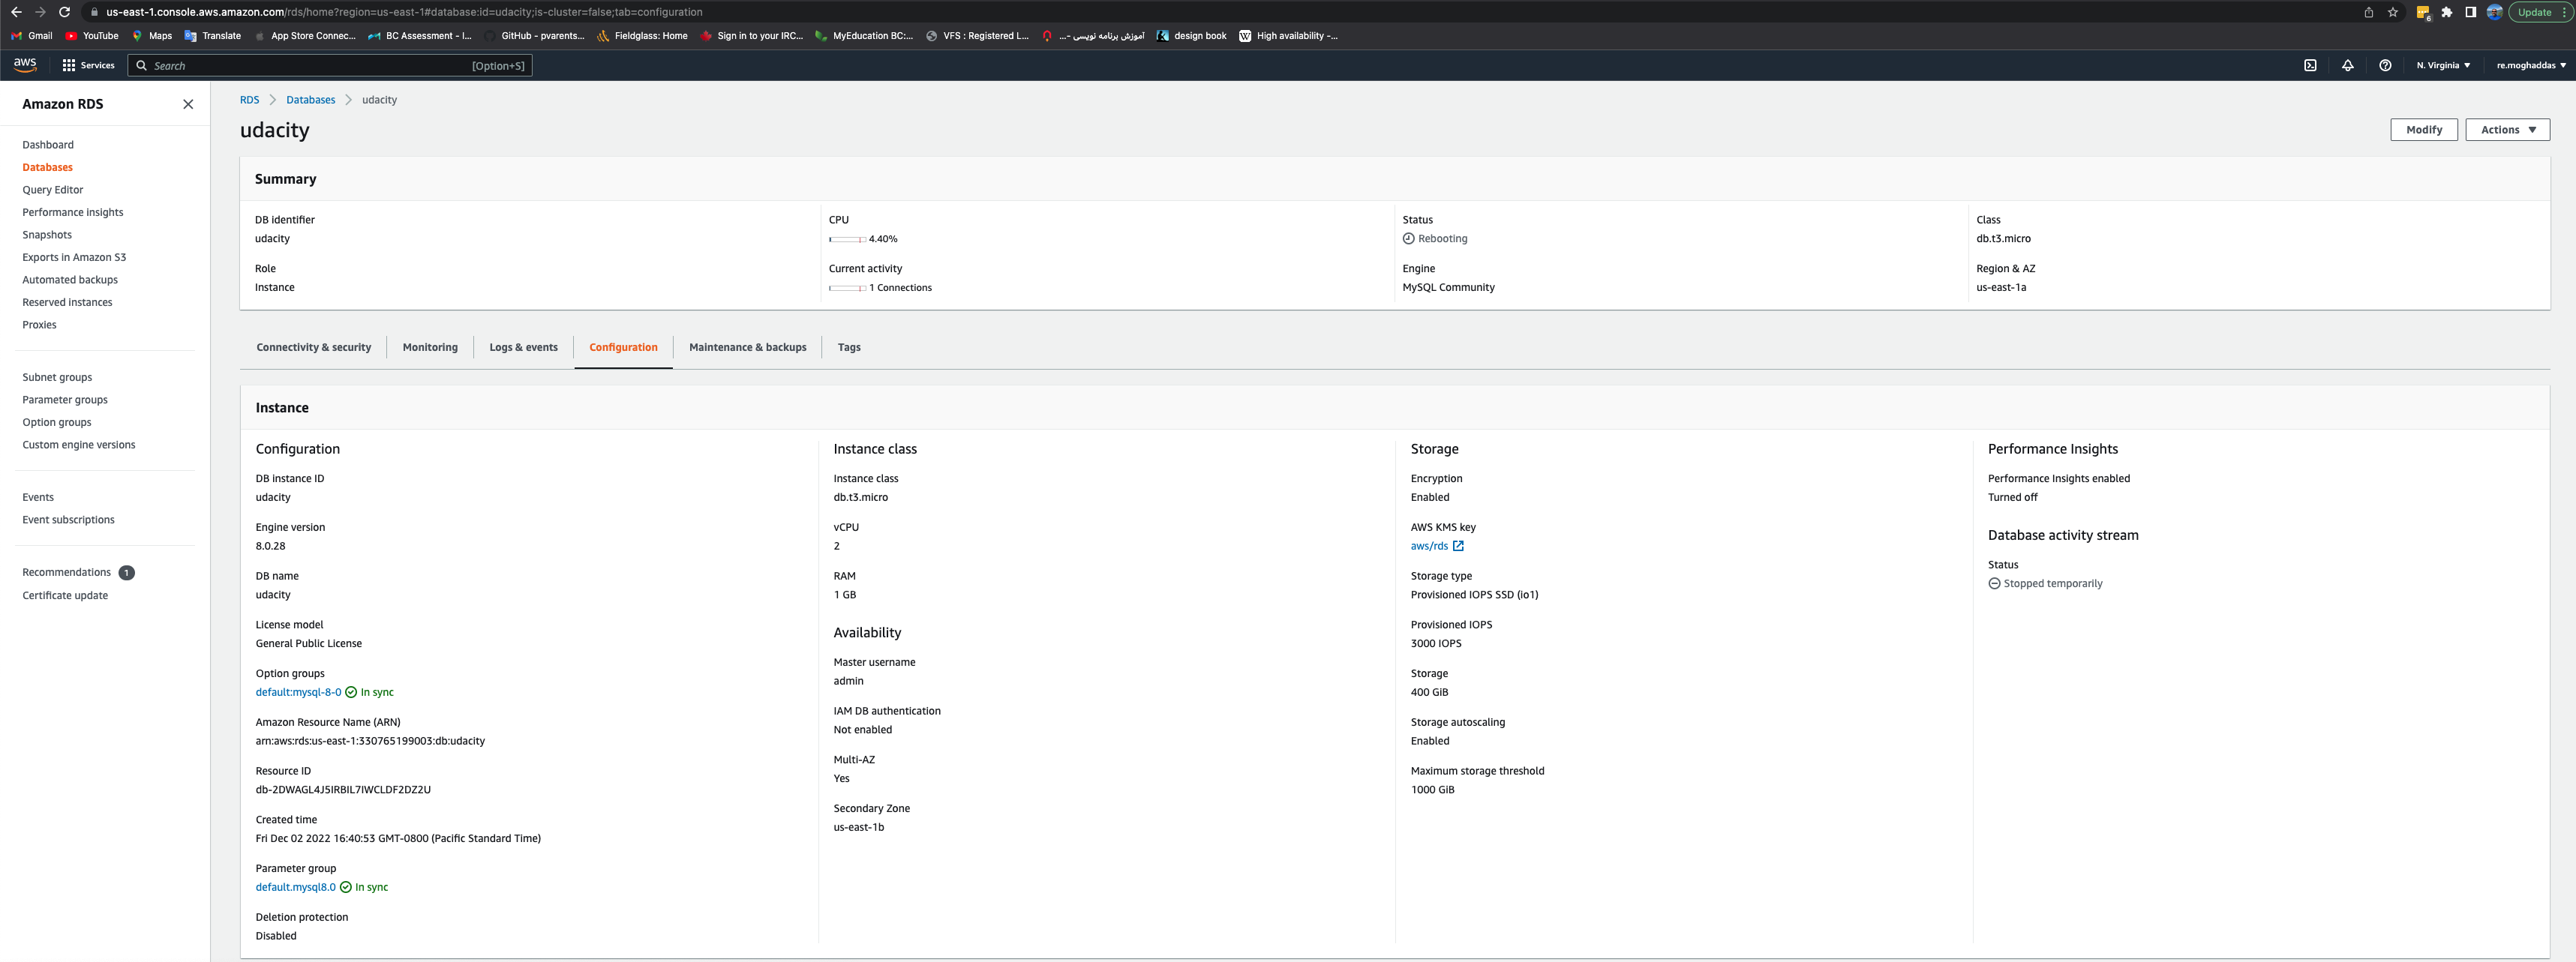 us-east-1.console.aws.amazon.com/rds/home?region=us-east-1#database:id=udacity;is-cluster=false;tab=configuration
6
Update
Gmail
YouTube
Maps
Translate
App Store Connec...
BC Assessment - I...
GitHub - pvarents...
Fieldglass: Home
Sign in to your IRC...
MyEducation BC:...
VFS : Registered L...
آموزش برنامه نویسی -...
design book
High availability -...
aws
Services
Search
[Option+S]
N. Virginia
re.moghaddas
Amazon RDS
Dashboard
Databases
Query Editor
Performance insights
Snapshots
Exports in Amazon S3
Automated backups
Reserved instances
Proxies
Subnet groups
Parameter groups
Option groups
Custom engine versions
Events
Event subscriptions
Recommendations 1
Certificate update
RDS > Databases > udacity
udacity
Modify
Actions
Summary
DB identifier
udacity
Role
Instance
CPU
4.40%
Current activity
1 Connections
Status
Rebooting
Engine
MySQL Community
Class
db.t3.micro
Region & AZ
us-east-1a
Connectivity & security
Monitoring
Logs & events
Configuration
Maintenance & backups
Tags
Instance
Configuration
DB instance ID
udacity
Engine version
8.0.28
DB name
udacity
License model
General Public License
Option groups
default:mysql-8-0 In sync
Amazon Resource Name (ARN)
arn:aws:rds:us-east-1:330765199003:db:udacity
Resource ID
db-2DWAGL4J5IRBIL7IWCLDF2DZ2U
Created time
Fri Dec 02 2022 16:40:53 GMT-0800 (Pacific Standard Time)
Parameter group
default.mysql8.0 In sync
Deletion protection
Disabled
Instance class
Instance class
db.t3.micro
vCPU
2
RAM
1 GB
Availability
Master username
admin
IAM DB authentication
Not enabled
Multi-AZ
Yes
Secondary Zone
us-east-1b
Storage
Encryption
Enabled
AWS KMS key
aws/rds
Storage type
Provisioned IOPS SSD (io1)
Provisioned IOPS
3000 IOPS
Storage
400 GiB
Storage autoscaling
Enabled
Maximum storage threshold
1000 GiB
Performance Insights
Performance Insights enabled
Turned off
Database activity stream
Status
Stopped temporarily